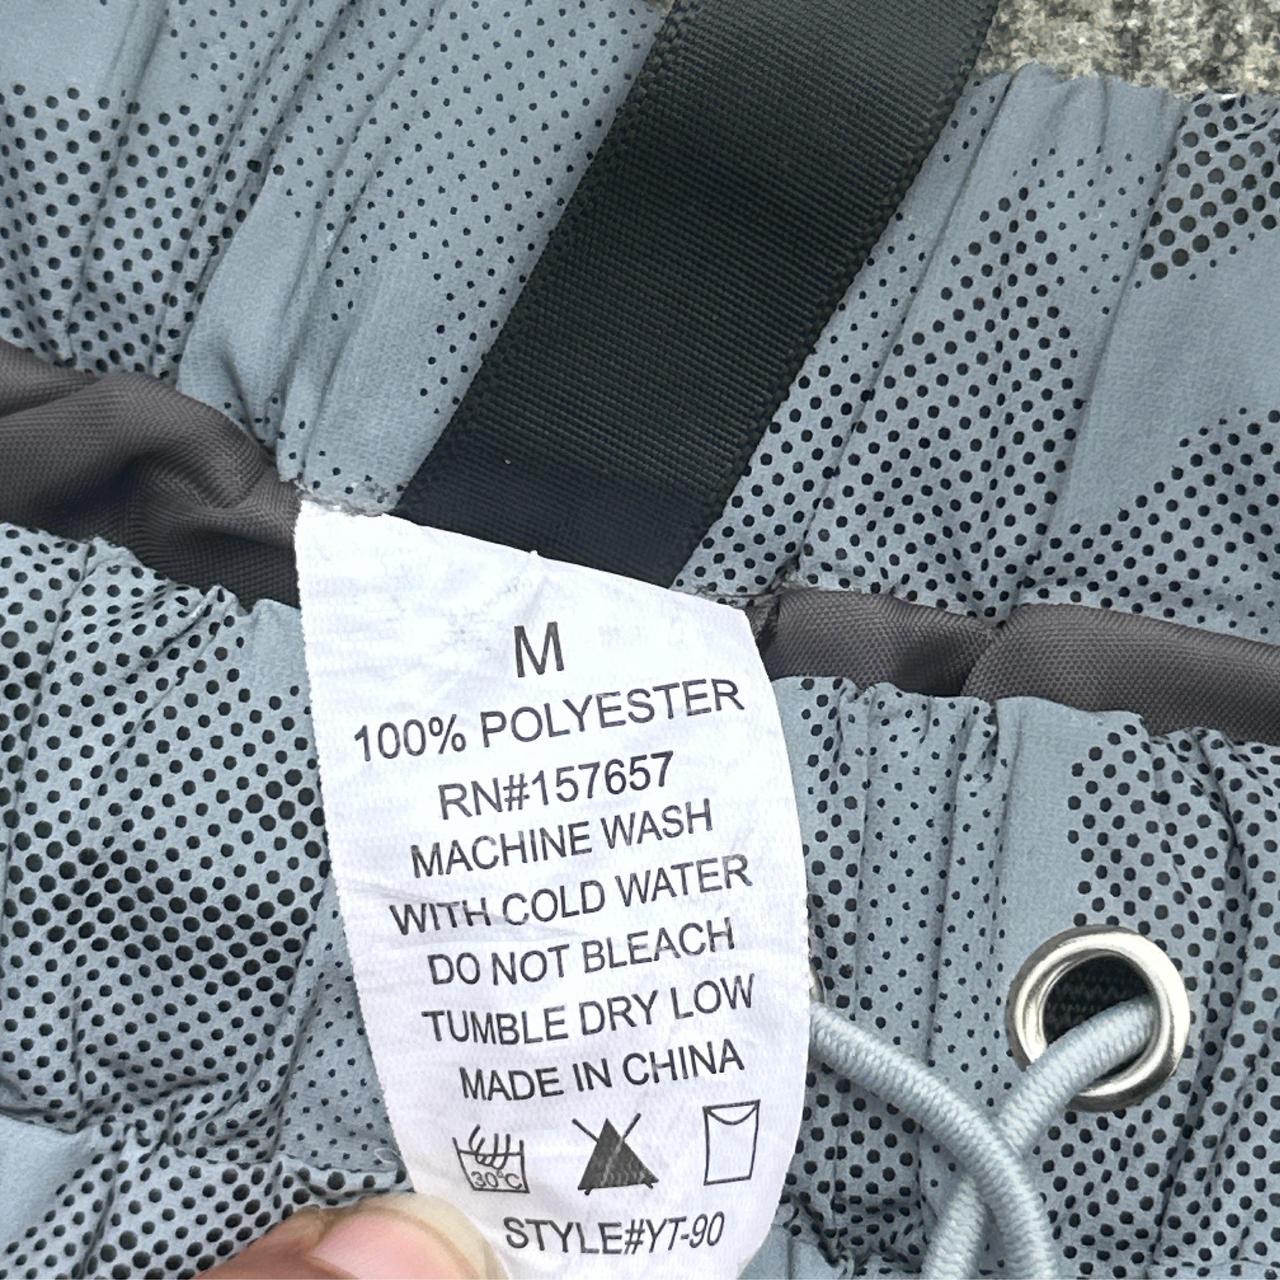 M
100% POLYESTER
RN#157657
MACHINE WASH
WITH COLD WATER
DO NOT BLEACH
TUMBLE DRY LOW
MADE IN CHINA
30°C
STYLE#YT-90